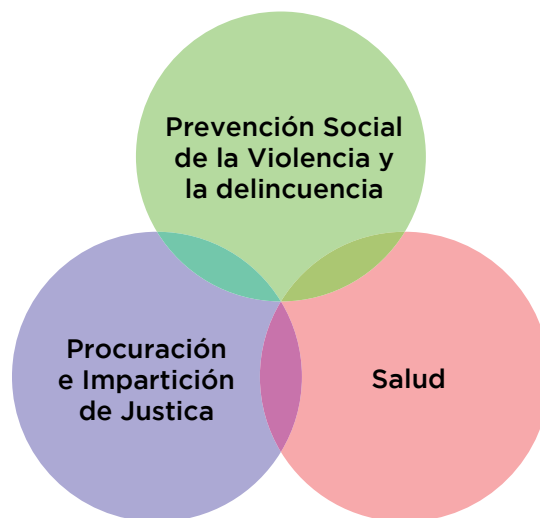 Prevención Social
de la Violencia y
la delincuencia
Procuración
e Impartición
de Justica
Salud